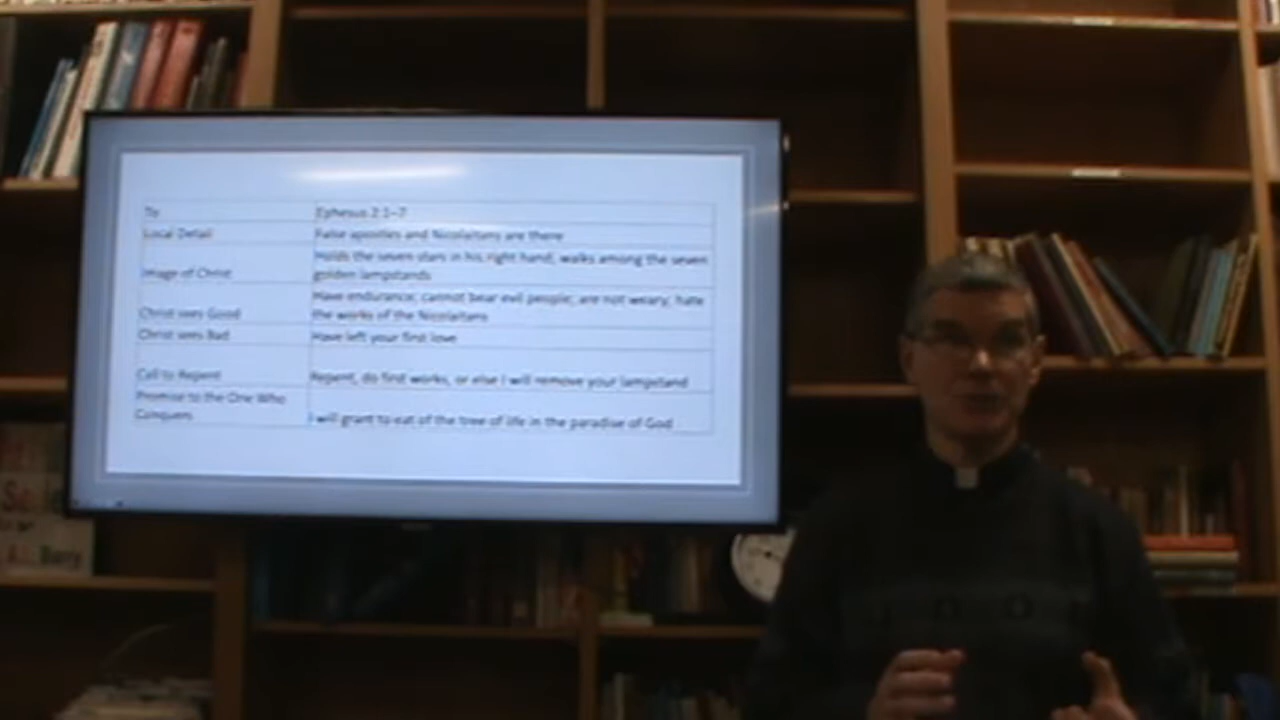 To
Ephesus 2:1–7
Local Detail
False apostles and Nicolaitans are there
Image of Christ
Holds the seven stars in his right hand; walks among the seven
golden lampstands
Christ sees Good
Have endurance; cannot bear evil people; are not weary; hate
the works of the Nicolaitans
Christ sees Bad
Have left your first love
Call to Repent
Repent, do first works, or else I will remove your lampstand
Promise to the One Who
Conquers
I will grant to eat of the tree of life in the paradise of God